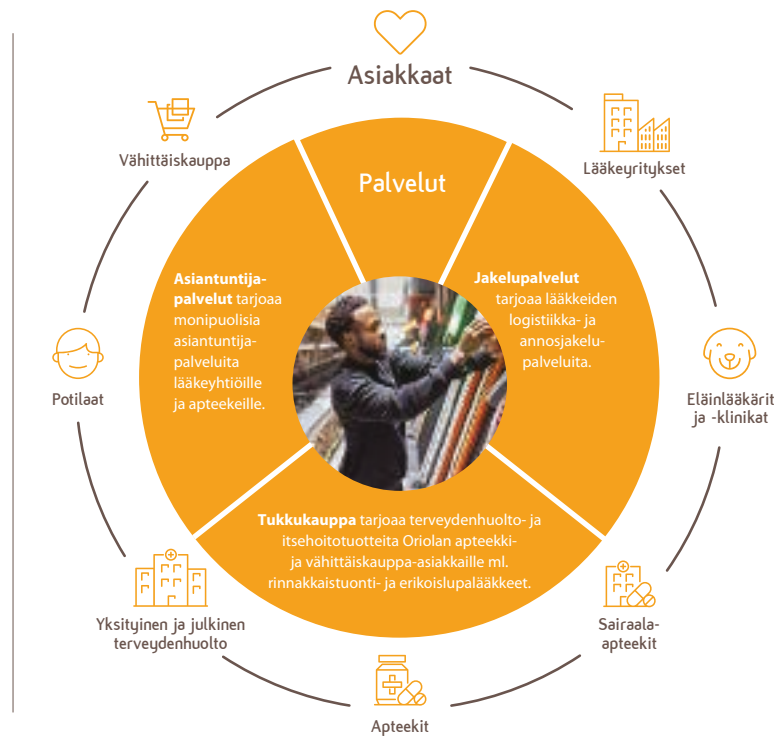 Asiakkaat
Vähittäiskauppa
Lääkeyritykset
Palvelut
Asiantuntija-
palvelut tarjoaa
monipuolisia
asiantuntija-
palveluita
lääkeyhtiöille
ja apteekeille.
Jakelupalvelut
tarjoaa lääkkeiden
logistiikka- ja
annosjakelu-
palveluita.
Potilaat
Eläinlääkärit
ja -klinikat
Tukkukauppa tarjoaa terveydenhuolto- ja
itsehoitotuotteita Oriolan apteekki-
ja vähittäiskauppa-asiakkaille ml.
rinnakkaistuonti- ja erikoislupalääkkeet.
Yksityinen ja julkinen
terveydenhuolto
Sairaala-
apteekit
Apteekit